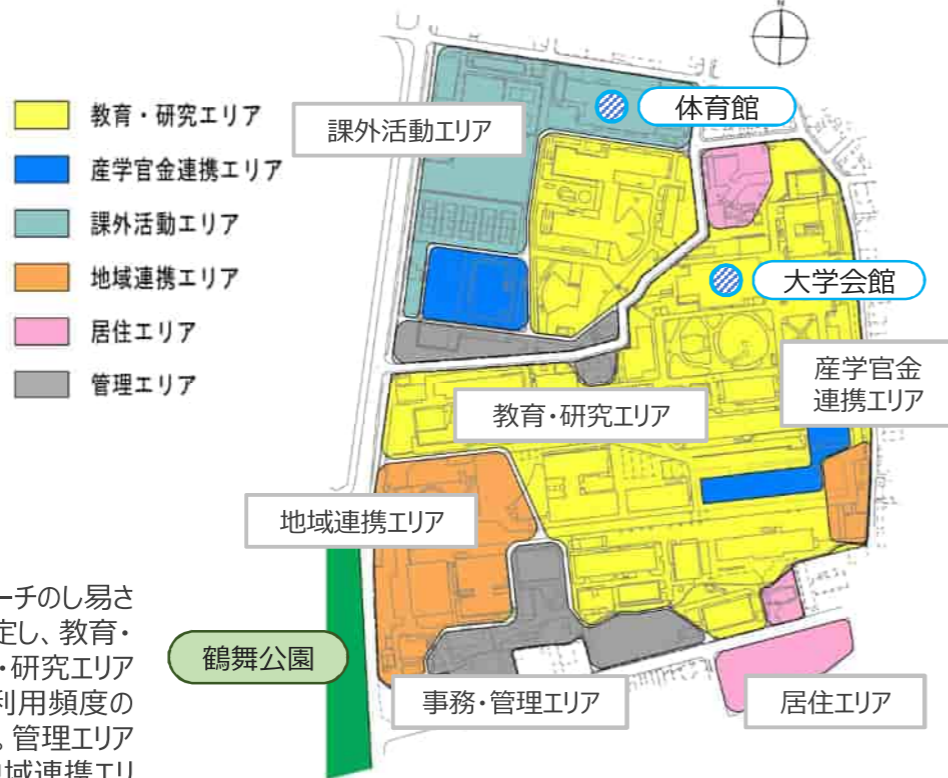 N
教育・研究エリア
産学官金連携エリア
課外活動エリア
地域連携エリア
居住エリア
管理エリア
課外活動エリア
体育館
大学会館
産学官金
連携エリア
教育・研究エリア
地域連携エリア
鶴舞公園
事務・管理エリア
居住エリア
ーチのし易さ
定し、教育・
・研究エリア
利用頻度の
。管理エリア
地域連携エリ